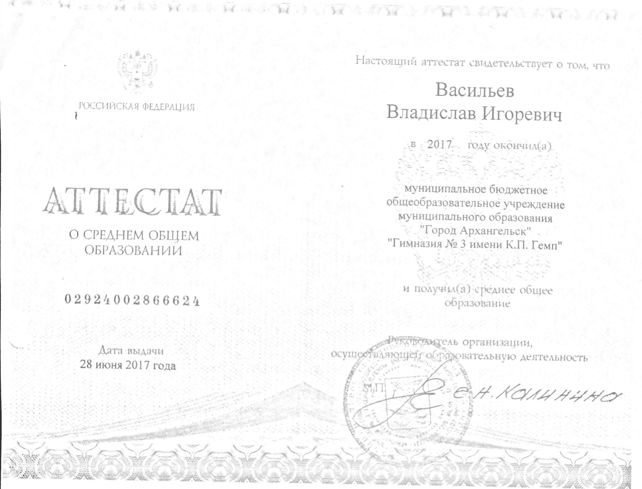 РОССИЙСКАЯ ФЕДЕРАЦИЯ
АТТЕСТАТ
О СРЕДНЕМ ОБЩЕМ
ОБРАЗОВАНИИ
02924002866624
Дата выдачи
28 июня 2017 года
Настоящий аттестат свидетельствует о том, что
Васильев
Владислав Игоревич
в 2017 году окончил(а)
муниципальное бюджетное
общеобразовательное учреждение
муниципального образования
"Город Архангельск"
"Гимназия № 3 имени К.П. Гемп"
и получил(а) среднее общее
образование
Руководитель организации,
осуществляющей образовательную деятельность
М.П.
Калинина